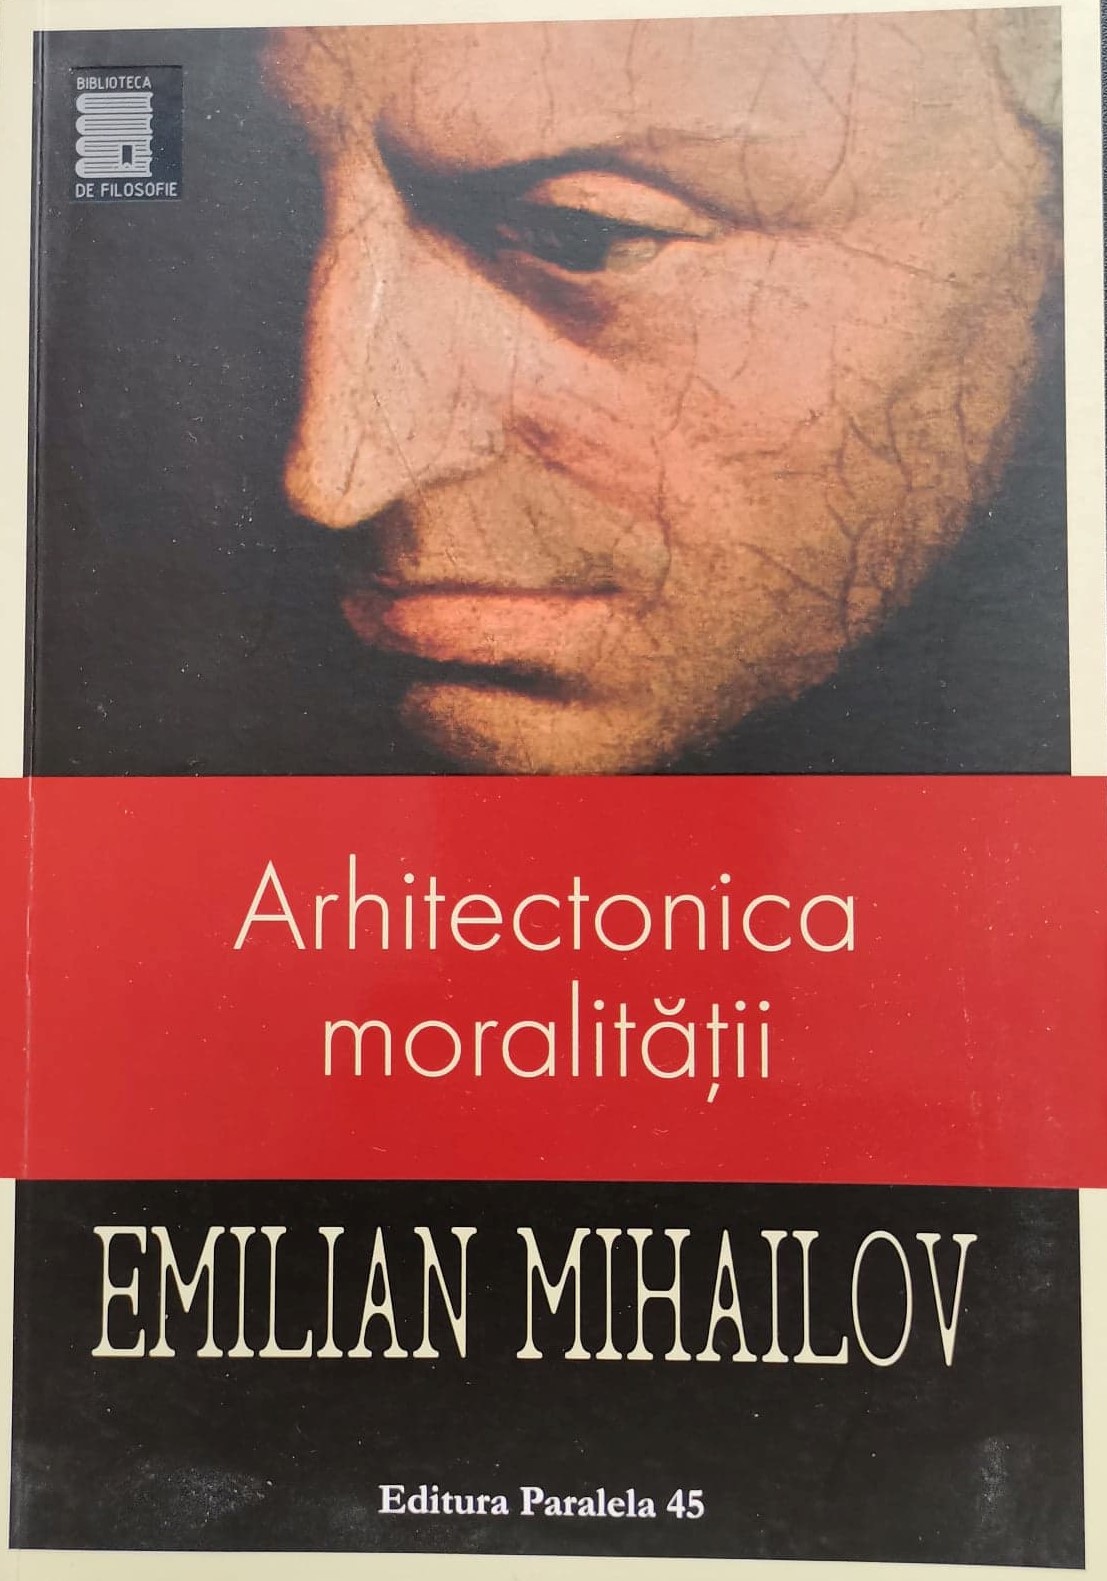 BIBLIOTECA
DE FILOSOFIE
Arhitectonica
moralității
EMILIAN MIHAILOV
Editura Paralela 45